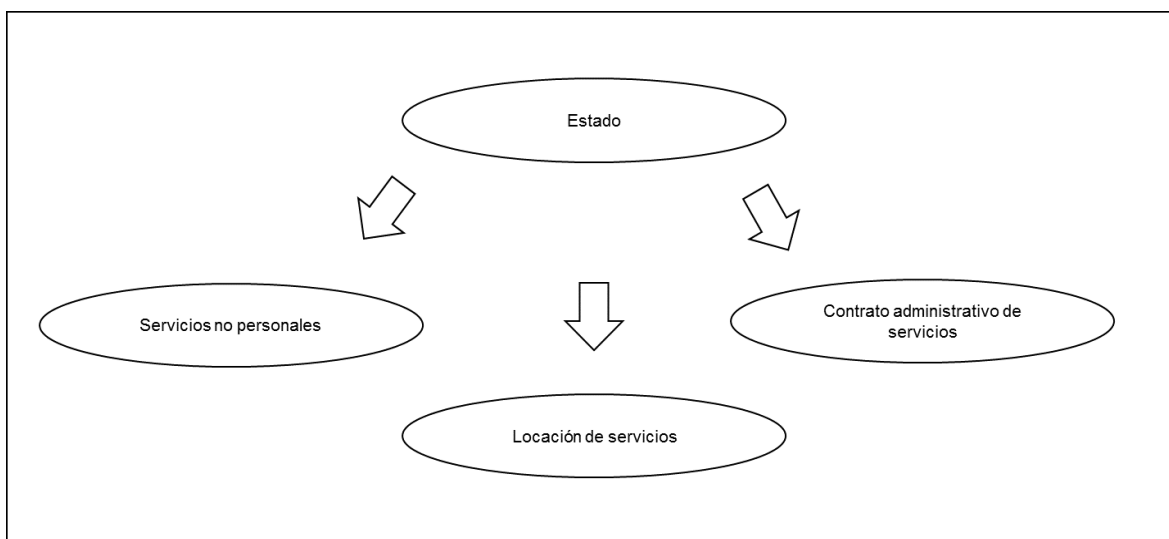 Estado
Servicios no personales
Contrato administrativo de
servicios
Locación de servicios